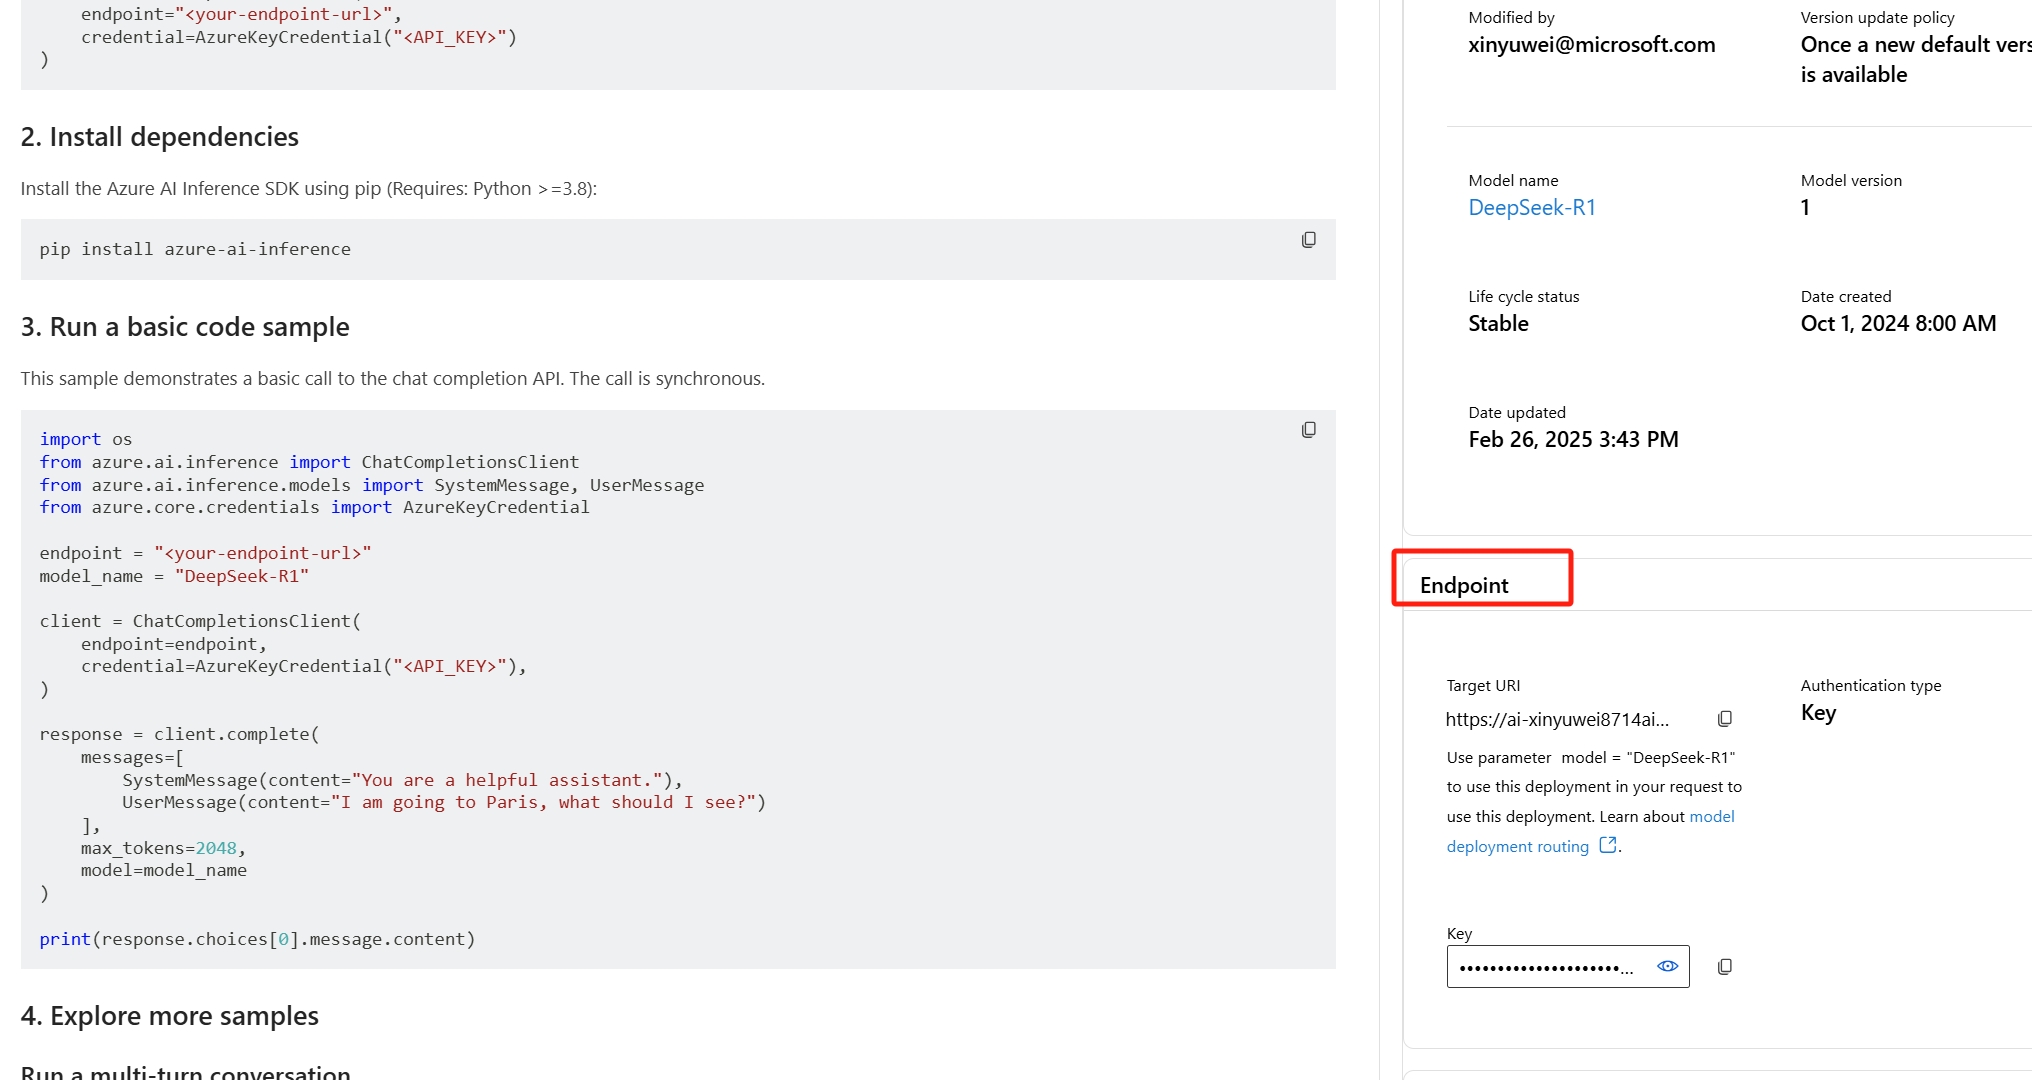 endpoint="<your-endpoint-url>",
credential=AzureKeyCredential("<API_KEY>")
)
2. Install dependencies
Install the Azure AI Inference SDK using pip (Requires: Python >=3.8):
pip install azure-ai-inference
3. Run a basic code sample
This sample demonstrates a basic call to the chat completion API. The call is synchronous.
import os
from azure.ai.inference import ChatCompletionsClient
from azure.ai.inference.models import SystemMessage, UserMessage
from azure.core.credentials import AzureKeyCredential
endpoint = "<your-endpoint-url>"
model_name = "DeepSeek-R1"
client = ChatCompletionsClient(
endpoint=endpoint,
credential=AzureKeyCredential("<API_KEY>"),
)
response = client.complete(
messages=[
SystemMessage(content="You are a helpful assistant."),
UserMessage(content="I am going to Paris, what should I see?")
],
max_tokens=2048,
model=model_name
)
print(response.choices[0].message.content)
4. Explore more samples
Run a multi-turn conversation
Modified by
xinyuwei@microsoft.com
Version update policy
Once a new default vers
is available
Model name
DeepSeek-R1
Model version
1
Life cycle status
Stable
Date created
Oct 1, 2024 8:00 AM
Date updated
Feb 26, 2025 3:43 PM
Endpoint
Target URI
https://ai-xinyuwei8714ai...
Authentication type
Key
Use parameter model = "DeepSeek-R1"
to use this deployment in your request to
use this deployment. Learn about model
deployment routing .
Key
•••••••••••••••••••••...